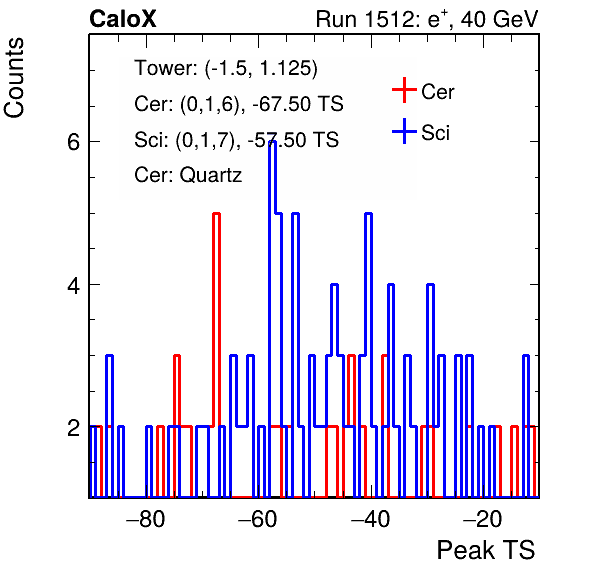 CaloX Run 1512: e⁺, 40 GeV
Counts
Tower: (-1.5, 1.125)
Cer: (0,1,6), -67.50 TS
Sci: (0,1,7), -57.50 TS
Cer: Quartz
Cer
Sci
6
4
2
−80 −60 −40 −20
Peak TS